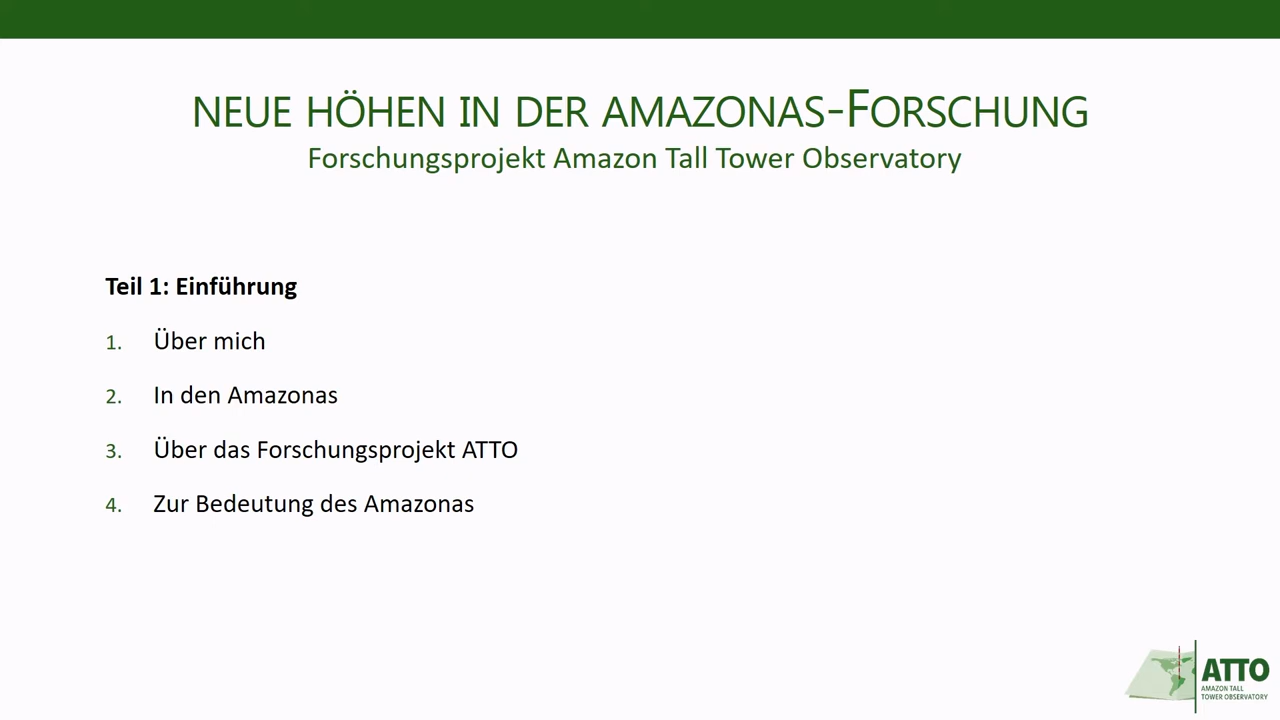 NEUE HÖHEN IN DER AMAZONAS-FORSCHUNG
Forschungsprojekt Amazon Tall Tower Observatory
Teil 1: Einführung
1. Über mich
2. In den Amazonas
3. Über das Forschungsprojekt ATTO
4. Zur Bedeutung des Amazonas
ATTO
AMAZON TALL
TOWER OBSERVATORY